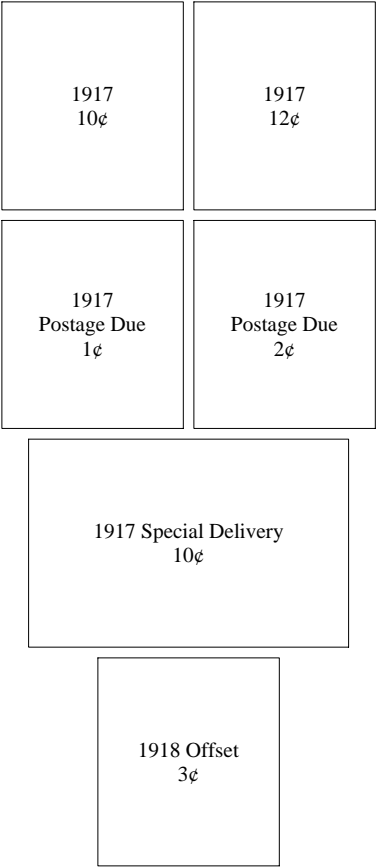 1917
10¢
1917
12¢
1917
Postage Due
1¢
1917
Postage Due
2¢
1917 Special Delivery
10¢
1918 Offset
3¢